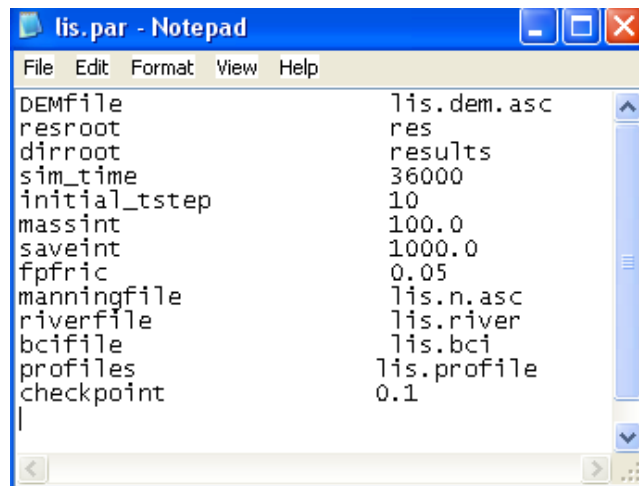 lis.par - Notepad
File Edit Format View Help
DEMfile lis.dem.asc
resroot res
dirroot results
sim_time 36000
initial_tstep 10
massint 100.0
saveint 1000.0
fpfric 0.05
manningfile lis.n.asc
riverfile lis.river
bcifile lis.bci
profiles lis.profile
checkpoint 0.1